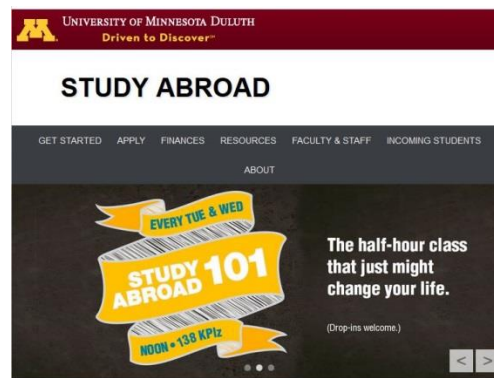 UNIVERSITY OF MINNESOTA DULUTH
Driven to Discover℠
STUDY ABROAD
GET STARTED APPLY FINANCES RESOURCES FACULTY & STAFF INCOMING STUDENTS
ABOUT
EVERY TUE & WED
STUDY
ABROAD 101
NOON • 138 KPlz
The half-hour class
that just might
change your life.
(Drop-ins welcome.)
< >